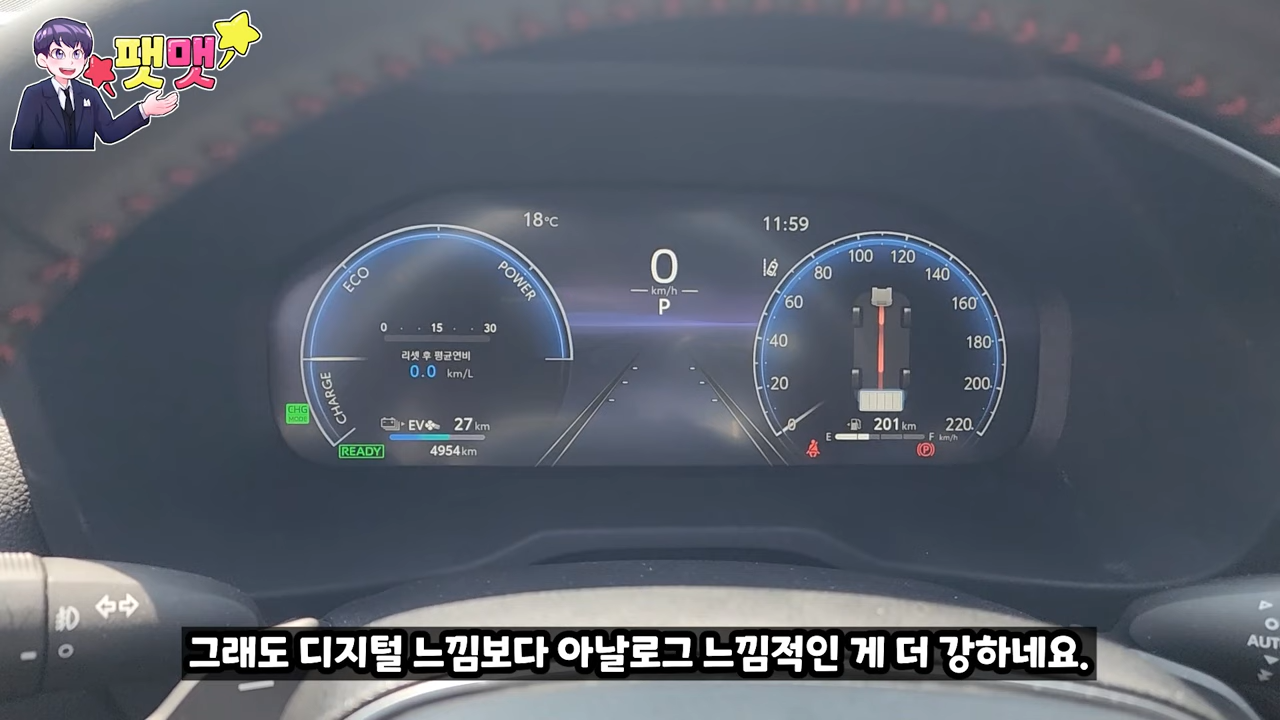 팻맷
18°C
11:59
0
km/h
P
ECO
POWER
CHARGE
0 15 30
리셋 후 평균연비
0.0 km/L
CHG
MODE
EV 27 km
READY
4954 km
0
20
40
60
80
100
120
140
160
180
200
220
km/h
201 km
E F
P
AUTO
그래도 디지털 느낌보다 아날로그 느낌적인 게 더 강하네요.